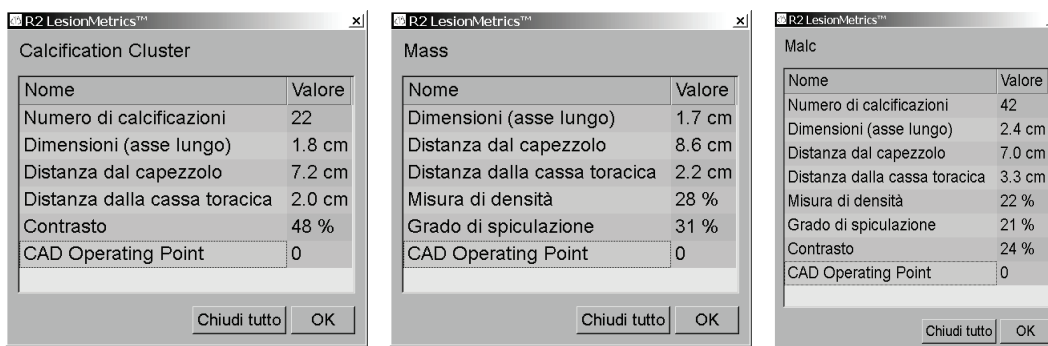 R2 LesionMetrics™
Calcification Cluster
Nome Valore
Numero di calcificazioni 22
Dimensioni (asse lungo) 1.8 cm
Distanza dal capezzolo 7.2 cm
Distanza dalla cassa toracica 2.0 cm
Contrasto 48 %
CAD Operating Point 0
Chiudi tutto OK
R2 LesionMetrics™
Mass
Nome Valore
Dimensioni (asse lungo) 1.7 cm
Distanza dal capezzolo 8.6 cm
Distanza dalla cassa toracica 2.2 cm
Misura di densità 28 %
Grado di spiculazione 31 %
CAD Operating Point 0
Chiudi tutto OK
R2 LesionMetrics™
Malc
Nome Valore
Numero di calcificazioni 42
Dimensioni (asse lungo) 2.4 cm
Distanza dal capezzolo 7.0 cm
Distanza dalla cassa toracica 3.3 cm
Misura di densità 22 %
Grado di spiculazione 21 %
Contrasto 24 %
CAD Operating Point 0
Chiudi tutto OK